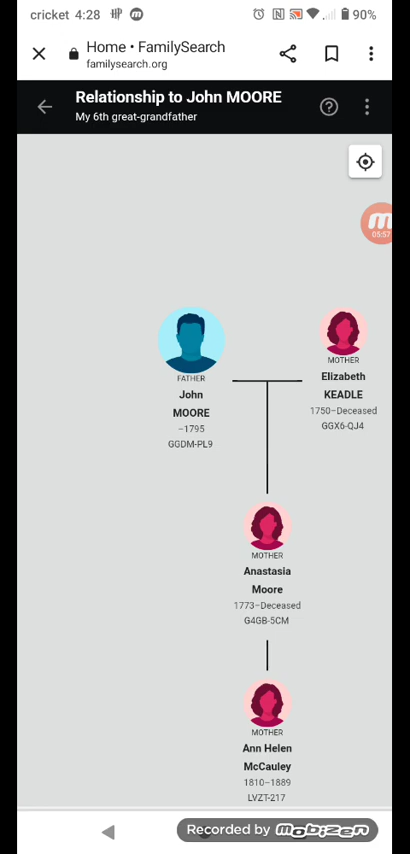 cricket 4:28 90%
Home • FamilySearch
familysearch.org
Relationship to John MOORE
My 6th great-grandfather
05:57
FATHER
John
MOORE
–1795
GGDM-PL9
MOTHER
Elizabeth
KEADLE
1750–Deceased
GGX6-QJ4
MOTHER
Anastasia
Moore
1773–Deceased
G4GB-5CM
MOTHER
Ann Helen
McCauley
1810–1889
LVZT-217
Recorded by mobizen